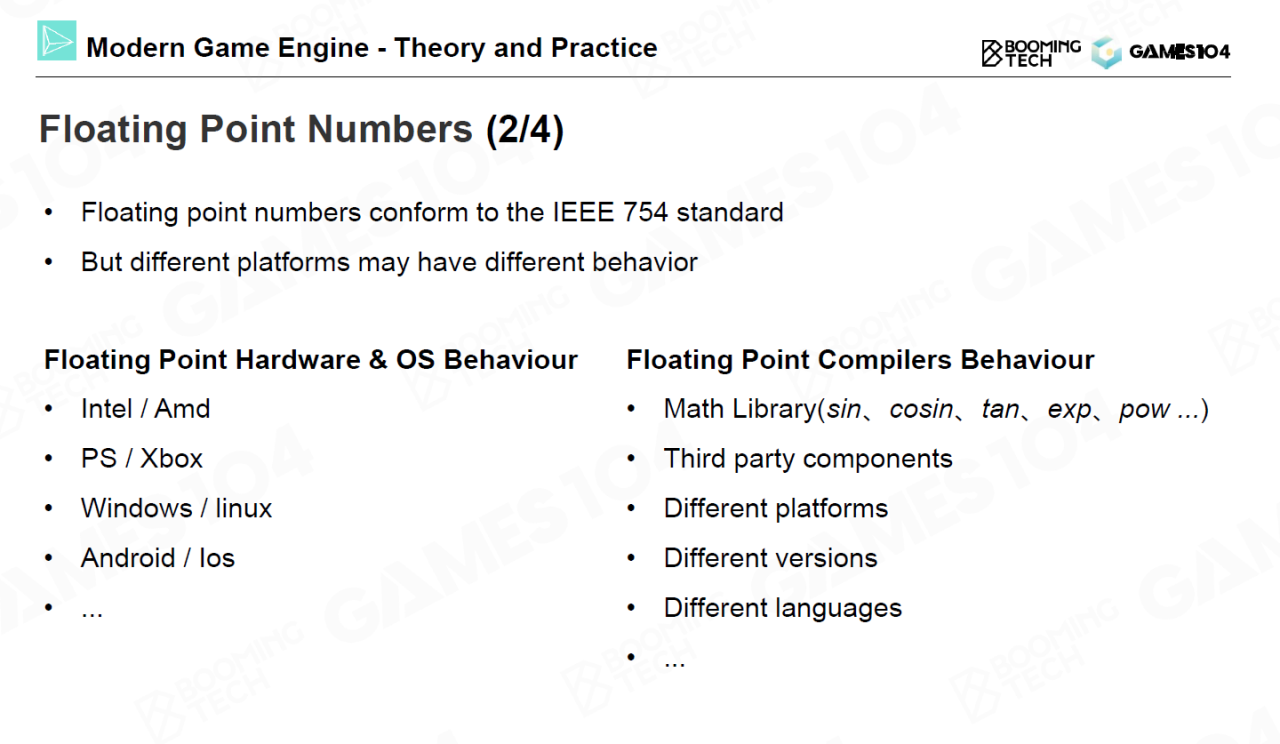 Modern Game Engine - Theory and Practice
BOOMING TECH
GAMES104
Floating Point Numbers (2/4)
• Floating point numbers conform to the IEEE 754 standard
• But different platforms may have different behavior
Floating Point Hardware & OS Behaviour
• Intel / Amd
• PS / Xbox
• Windows / linux
• Android / Ios
• ...
Floating Point Compilers Behaviour
• Math Library(sin、cosin、tan、exp、pow ...)
• Third party components
• Different platforms
• Different versions
• Different languages
• ...